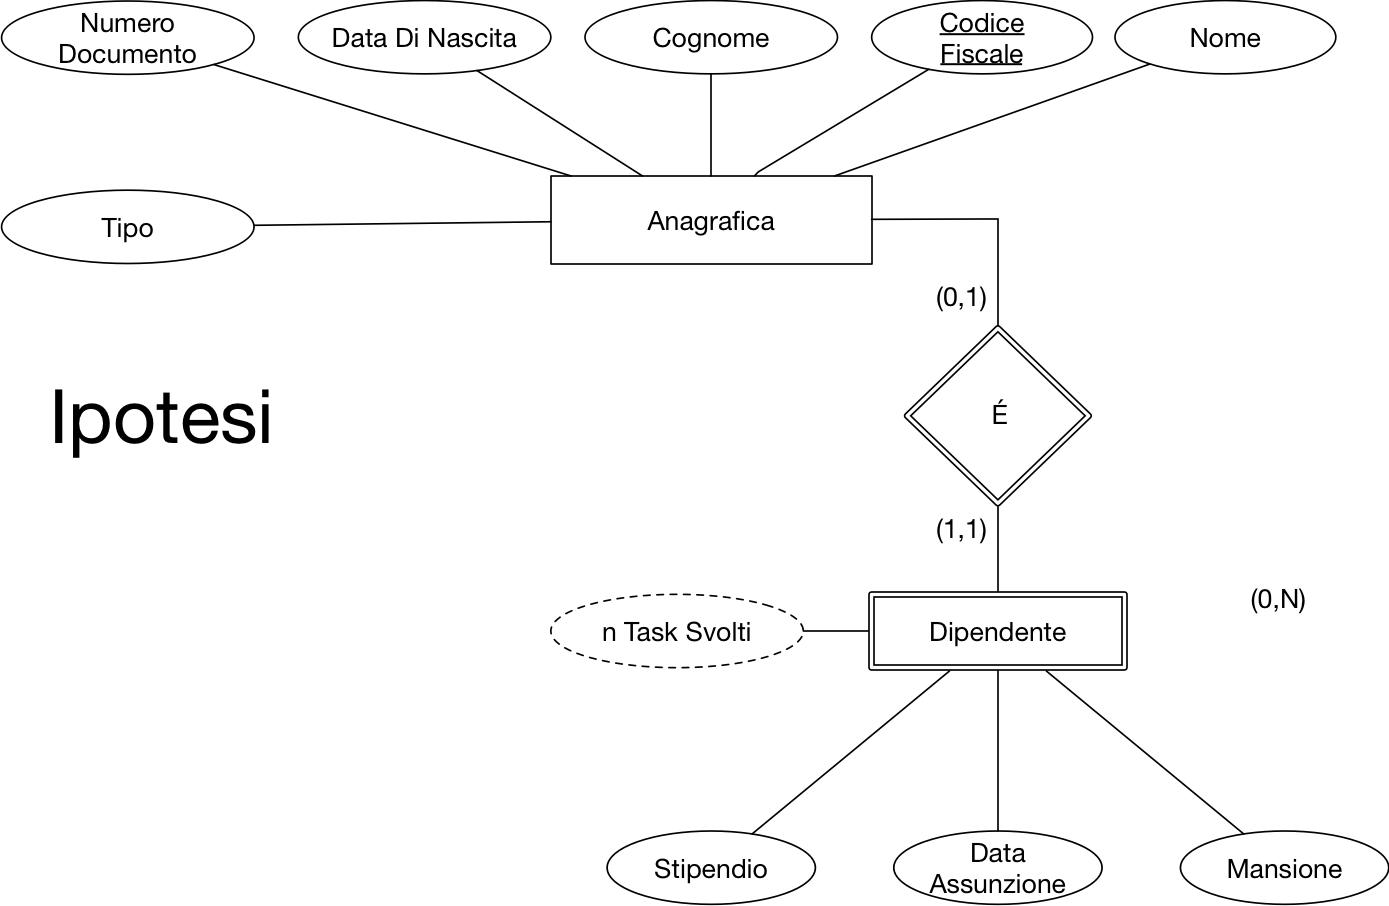 Numero
Documento
Data Di Nascita
Cognome
Codice
Fiscale
Nome
Tipo
Anagrafica
(0,1)
É
Ipotesi
(1,1)
(0,N)
n Task Svolti
Dipendente
Stipendio
Data
Assunzione
Mansione